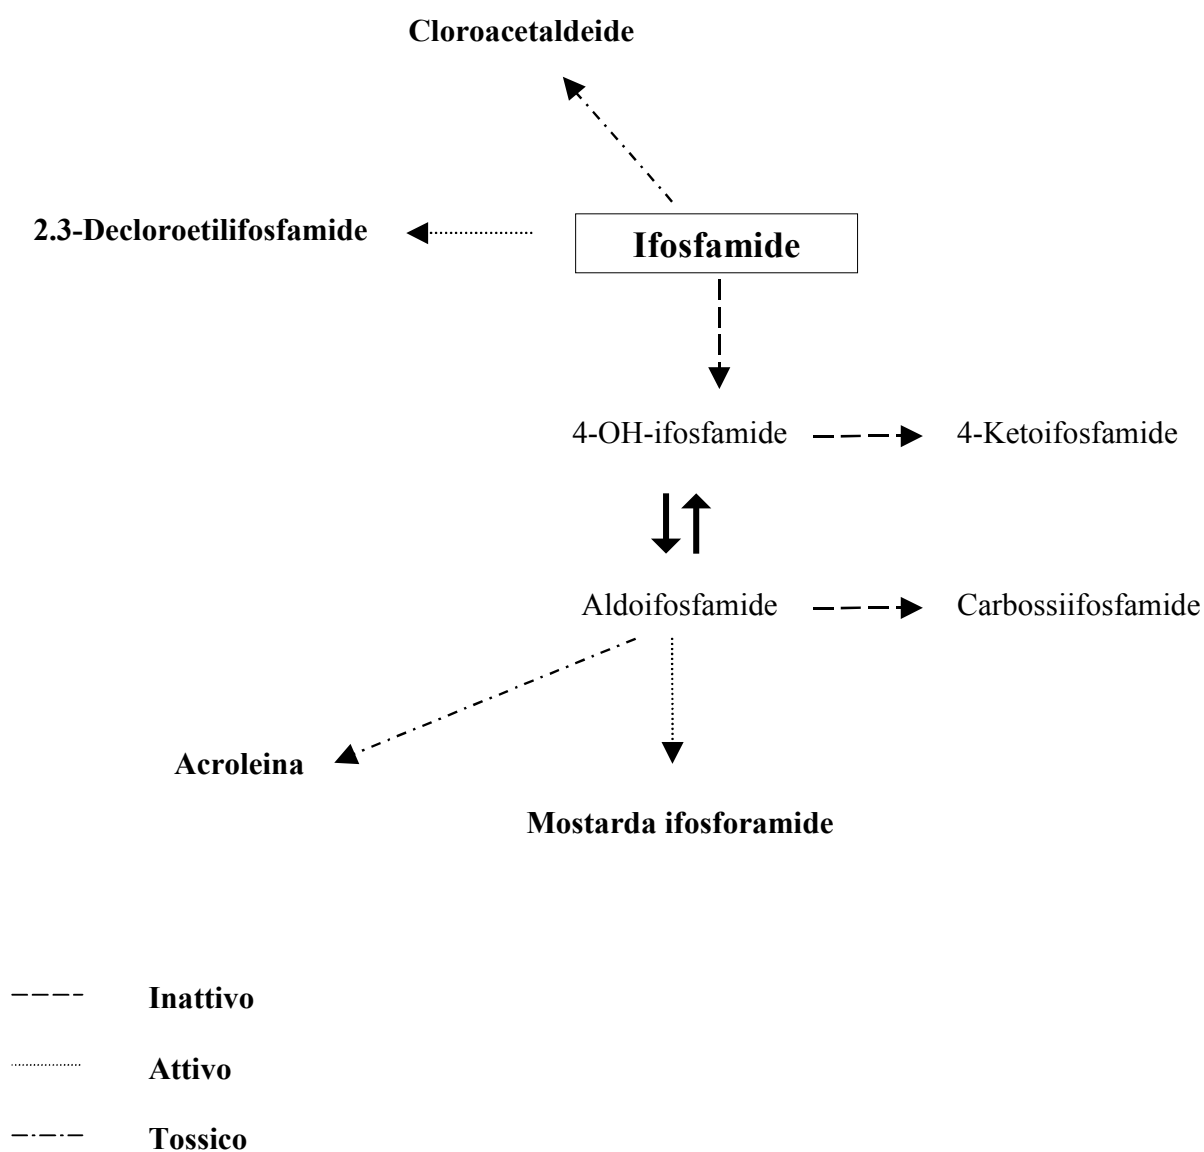 Cloroacetaldeide
2.3-Decloroetilifosfamide
Ifosfamide
4-OH-ifosfamide
4-Ketoifosfamide
Aldoifosfamide
Carbossiifosfamide
Acroleina
Mostarda ifosforamide
Inattivo
Attivo
Tossico